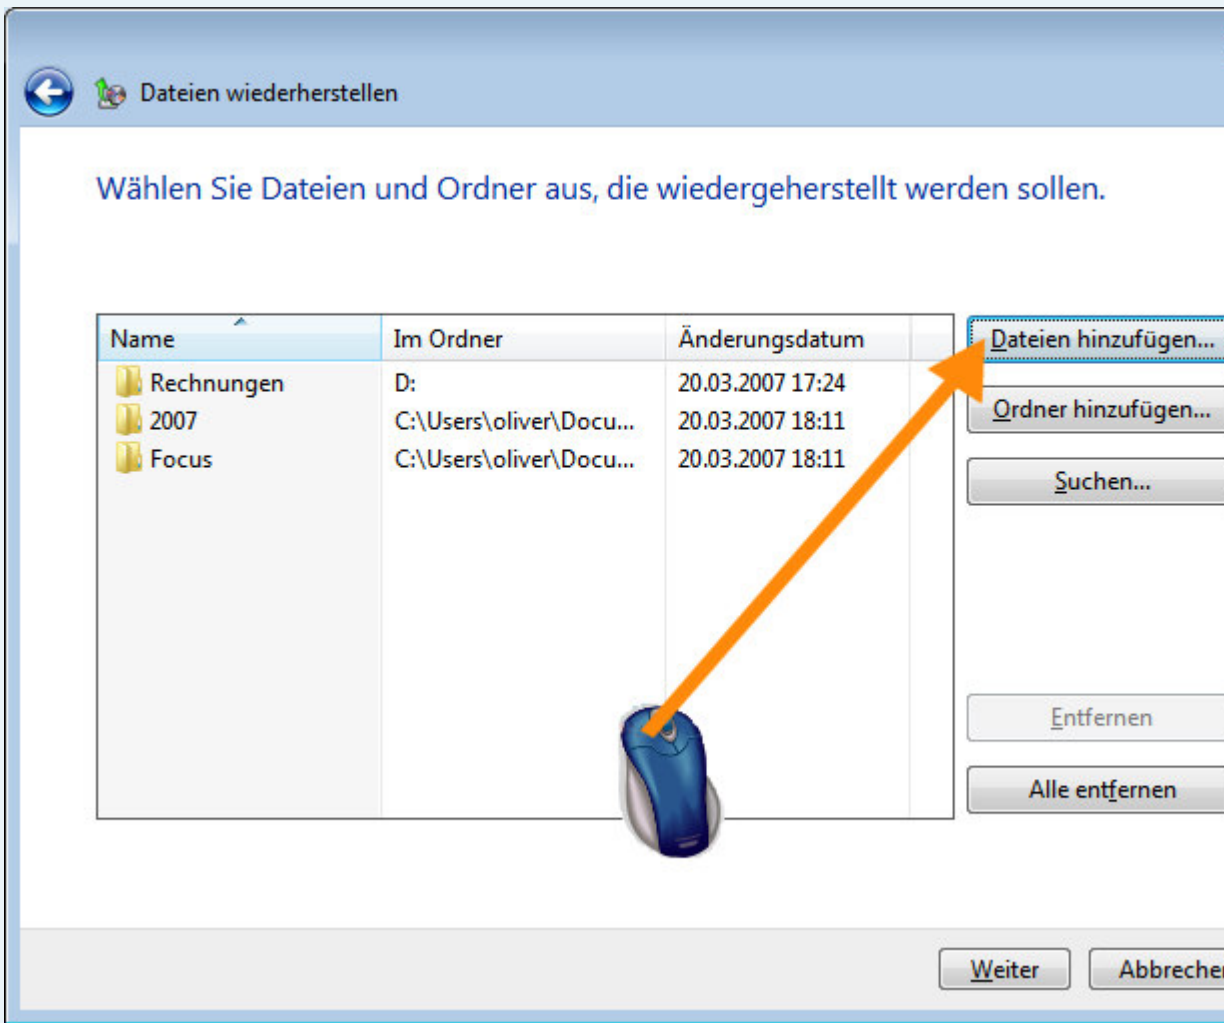 Dateien wiederherstellen
Wählen Sie Dateien und Ordner aus, die wiedergeherstellt werden sollen.
Name Im Ordner Änderungsdatum
Rechnungen D: 20.03.2007 17:24
2007 C:\Users\oliver\Docu... 20.03.2007 18:11
Focus C:\Users\oliver\Docu... 20.03.2007 18:11
Dateien hinzufügen...
Ordner hinzufügen...
Suchen...
Entfernen
Alle entfernen
Weiter Abbrechen